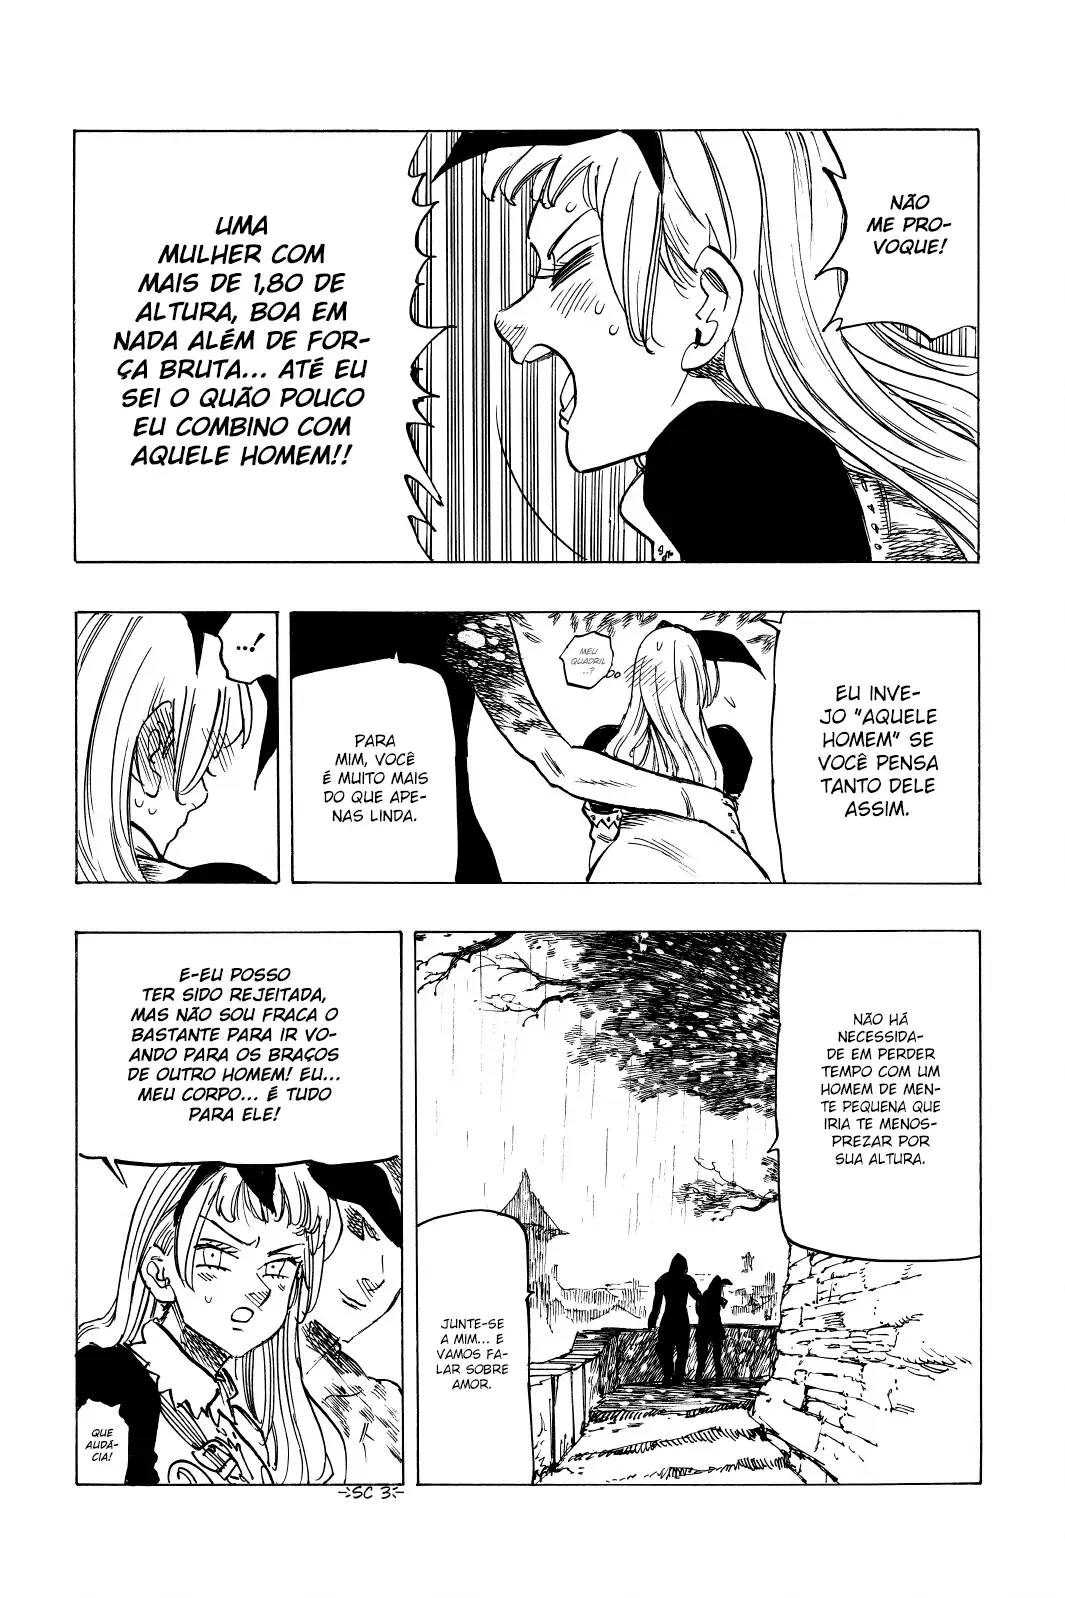 NÃO
ME PRO-
VOQUE!
UMA
MULHER COM
MAIS DE 1,80 DE
ALTURA, BOA EM
NADA ALÉM DE FOR-
ÇA BRUTA... ATÉ EU
SEI O QUÃO POUCO
EU COMBINO COM
AQUELE HOMEM!!
EU INVE-
JO "AQUELE
HOMEM" SE
VOCÊ PENSA
TANTO DELE
ASSIM.
MEU
QUADRIL
..?
PARA
MIM, VOCÊ
É MUITO MAIS
DO QUE APE-
NAS LINDA.
...!
NÃO HÁ
NECESSIDA-
DE EM PERDER
TEMPO COM UM
HOMEM DE MEN-
TE PEQUENA QUE
IRIA TE MENOS-
PREZAR POR
SUA ALTURA.
JUNTE-SE
A MIM... E
VAMOS FA-
LAR SOBRE
AMOR.
E-EU POSSO
TER SIDO REJEITADA,
MAS NÃO SOU FRACA O
BASTANTE PARA IR VO-
ANDO PARA OS BRAÇOS
DE OUTRO HOMEM! EU...
MEU CORPO... É TUDO
PARA ELE!
QUE
AUDÁ-
CIA!
SC 3